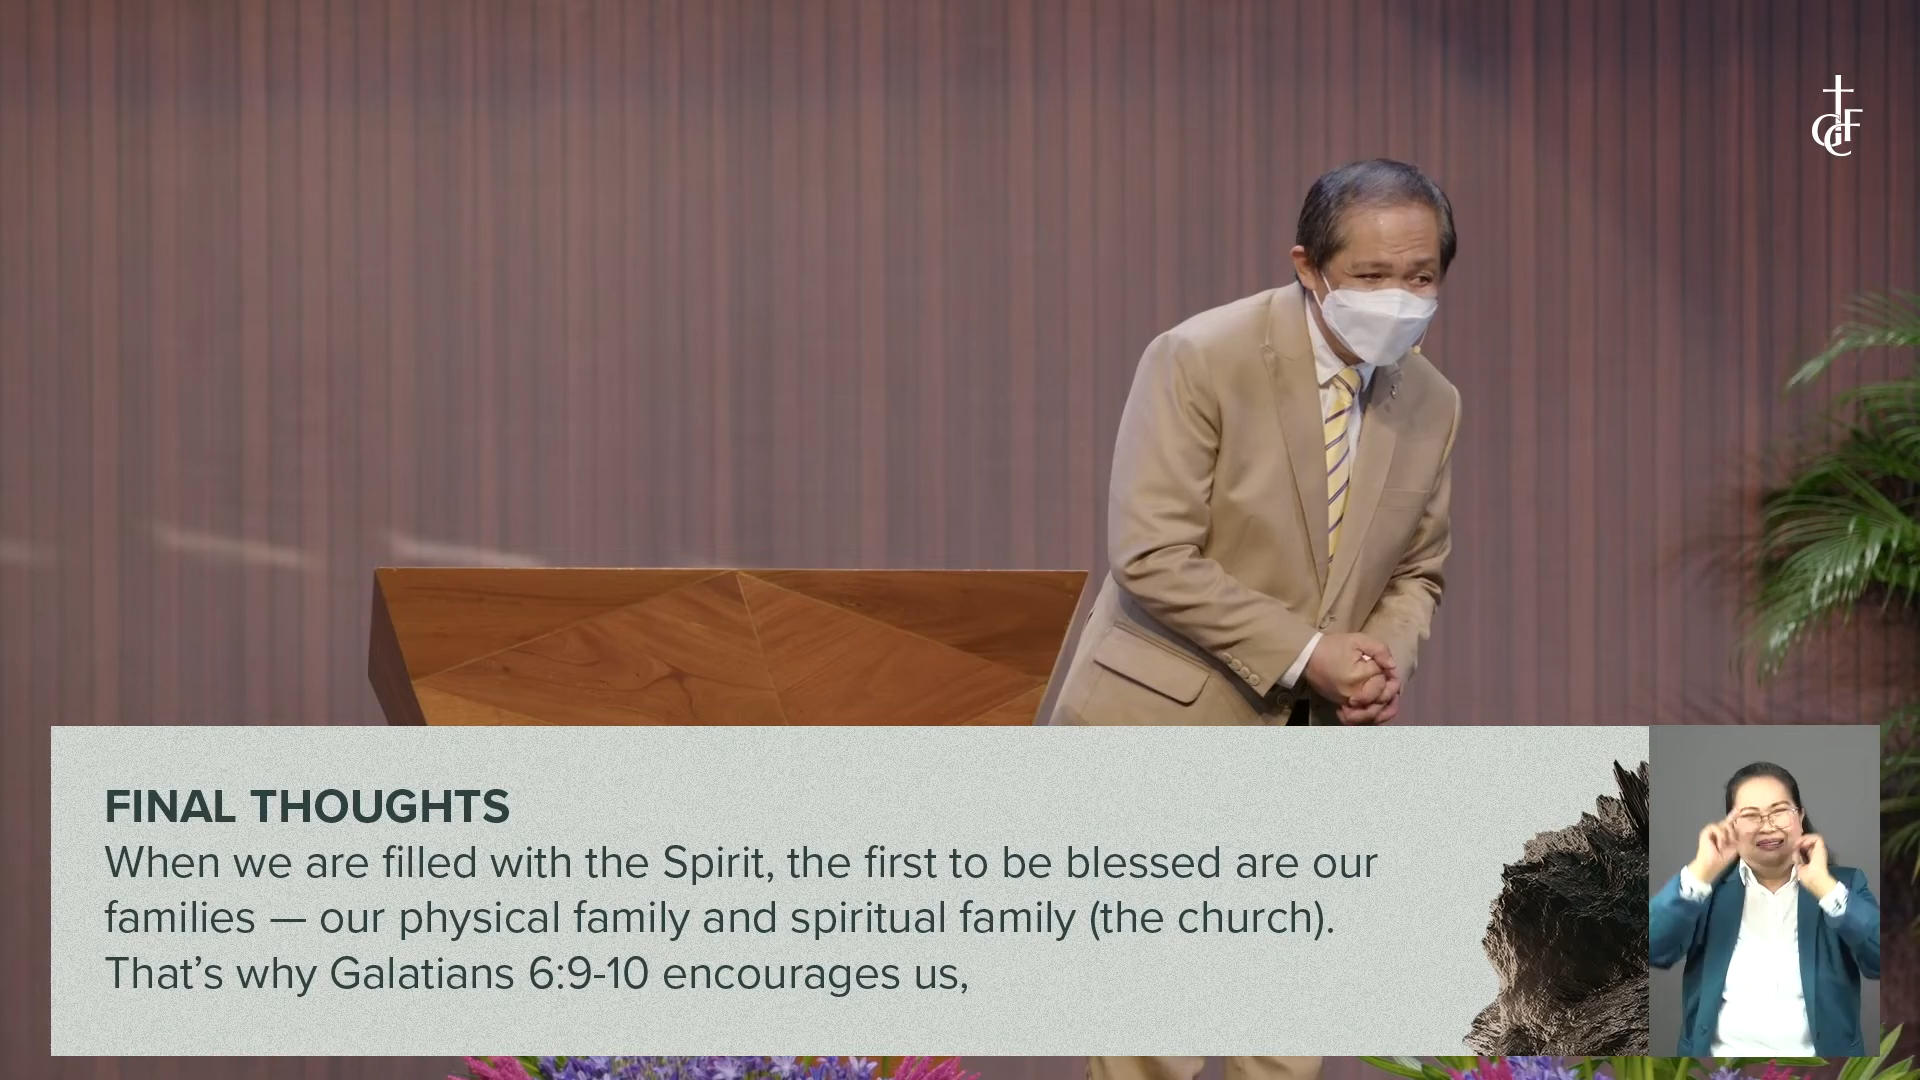 GCF
FINAL THOUGHTS
When we are filled with the Spirit, the first to be blessed are our
families — our physical family and spiritual family (the church).
That’s why Galatians 6:9-10 encourages us,